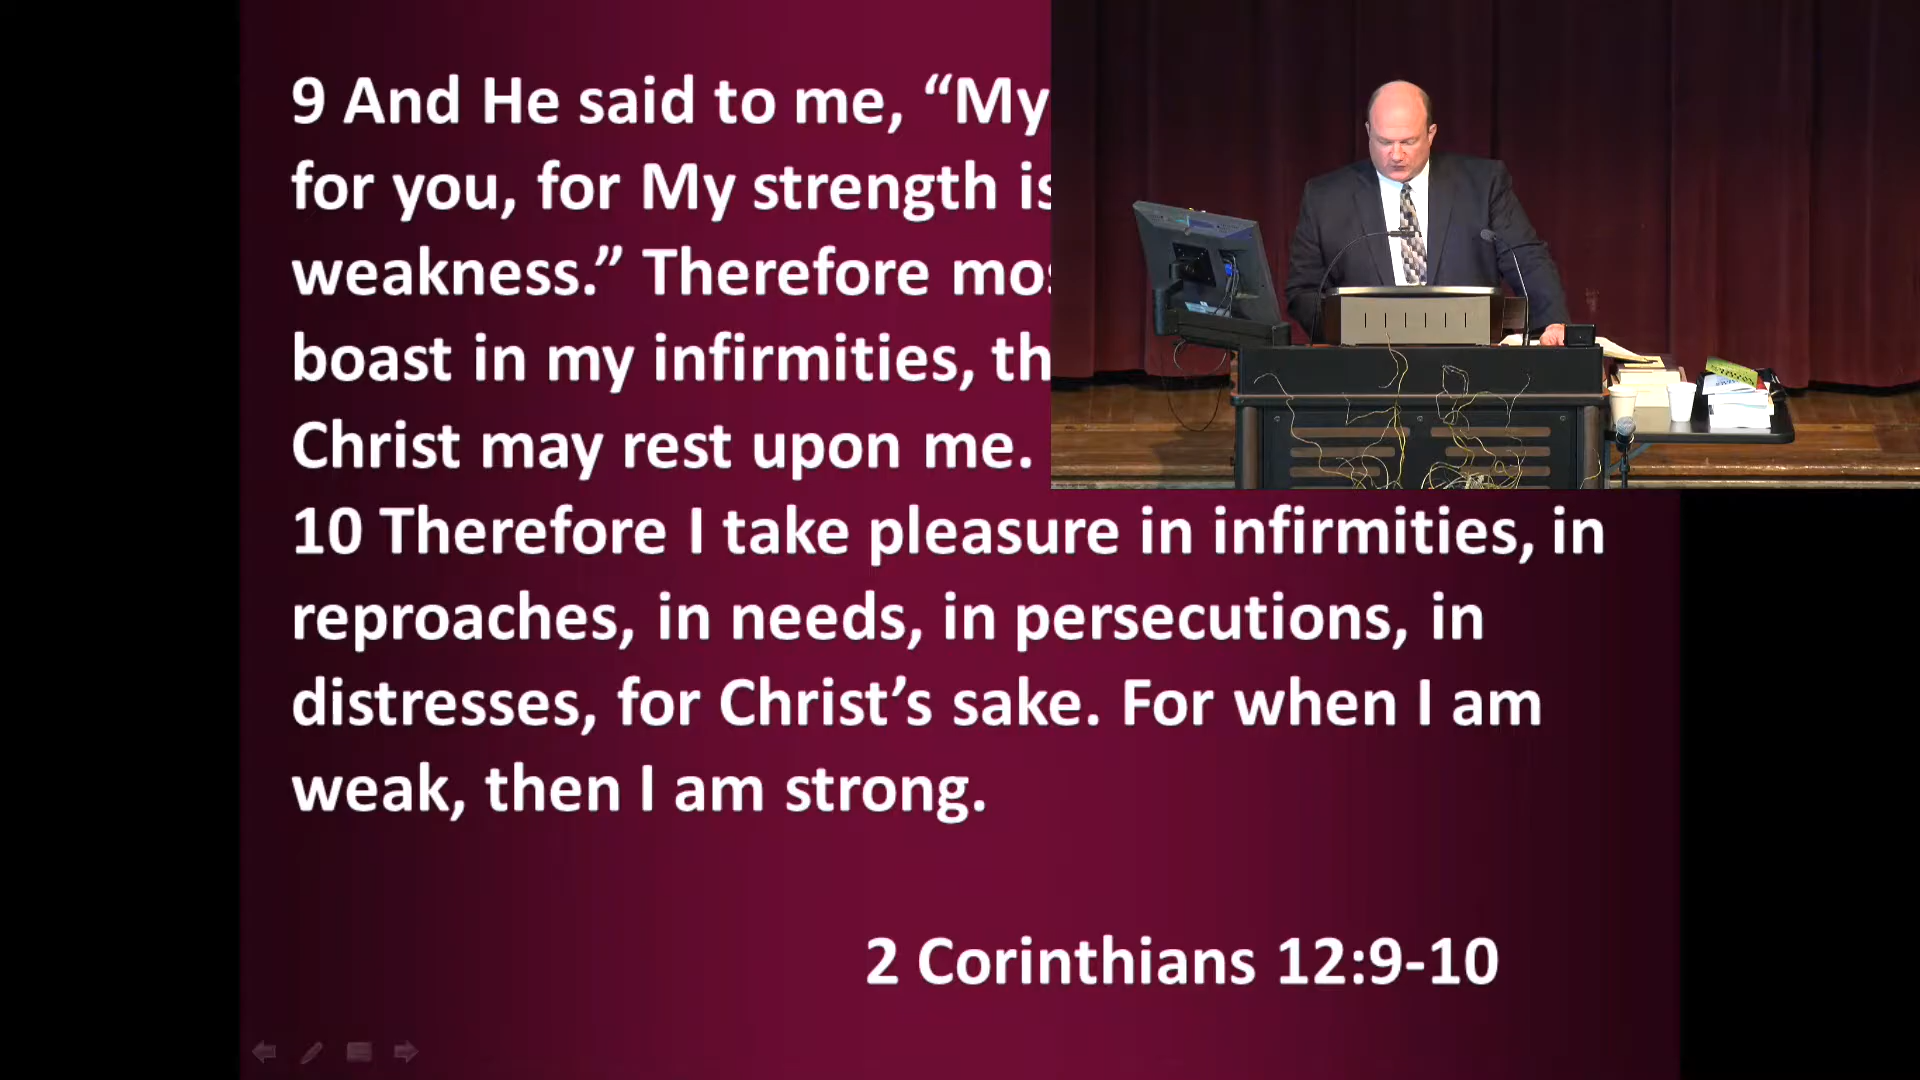 9 And He said to me, “My
for you, for My strength is
weakness.” Therefore mos
boast in my infirmities, th
Christ may rest upon me.
10 Therefore I take pleasure in infirmities, in
reproaches, in needs, in persecutions, in
distresses, for Christ’s sake. For when I am
weak, then I am strong.
2 Corinthians 12:9-10